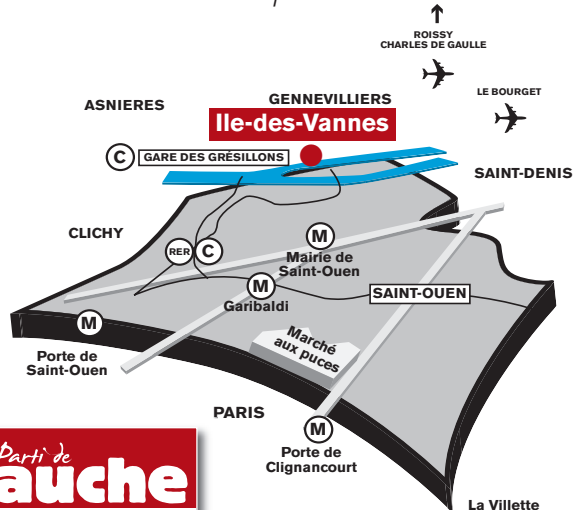 ROISSY
CHARLES DE GAULLE
LE BOURGET
ASNIERES
GENNEVILLIERS
Ile-des-Vannes
C GARE DES GRÉSILLONS
SAINT-DENIS
CLICHY
RER C
M
Mairie de
Saint-Ouen
M
Garibaldi
SAINT-OUEN
M
Porte de
Saint-Ouen
Marché
aux puces
PARIS
M
Porte de
Clignancourt
Parti de
auche
La Villette